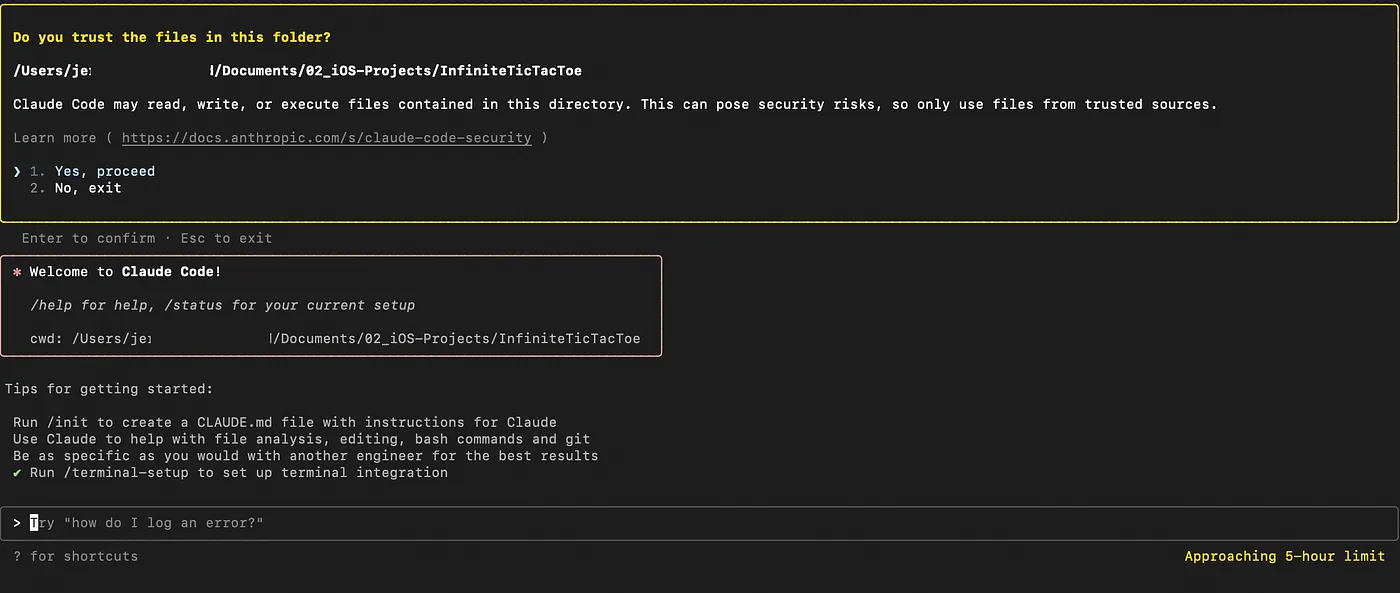 Do you trust the files in this folder?
/Users/je /Documents/02_iOS-Projects/InfiniteTicTacToe
Claude Code may read, write, or execute files contained in this directory. This can pose security risks, so only use files from trusted sources.
Learn more ( https://docs.anthropic.com/s/claude-code-security )
❯ 1. Yes, proceed
2. No, exit
Enter to confirm · Esc to exit
* Welcome to Claude Code!
/help for help, /status for your current setup
cwd: /Users/je /Documents/02_iOS-Projects/InfiniteTicTacToe
Tips for getting started:
Run /init to create a CLAUDE.md file with instructions for Claude
Use Claude to help with file analysis, editing, bash commands and git
Be as specific as you would with another engineer for the best results
✔ Run /terminal-setup to set up terminal integration
> Try "how do I log an error?"
? for shortcuts Approaching 5-hour limit